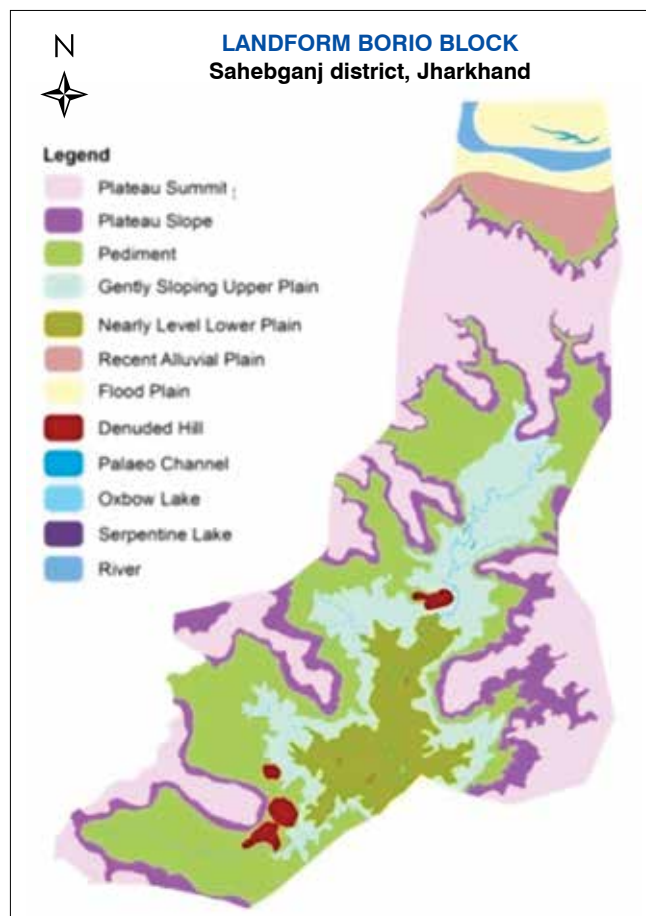 N
LANDFORM BORIO BLOCK
Sahebganj district, Jharkhand
Legend
Plateau Summit
Plateau Slope
Pediment
Gently Sloping Upper Plain
Nearly Level Lower Plain
Recent Alluvial Plain
Flood Plain
Denuded Hill
Palaeo Channel
Oxbow Lake
Serpentine Lake
River